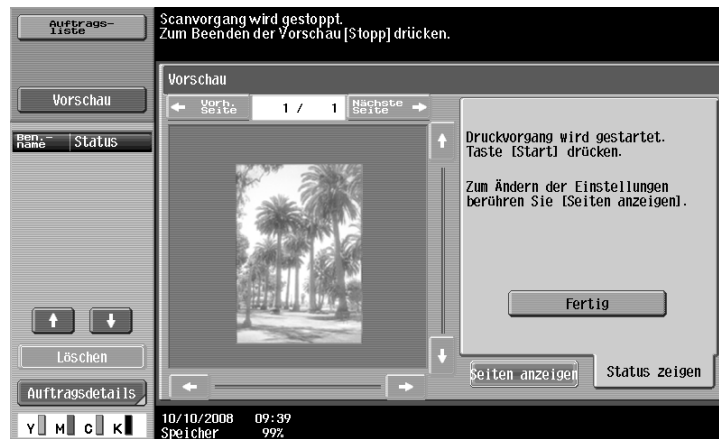 Auftrags-
liste
Scanvorgang wird gestoppt.
Zum Beenden der Vorschau [Stopp] drücken.
Vorschau
Vorschau
Vorh.
Seite
1 / 1
Nächste
Seite
Ben.-
name
Status
Druckvorgang wird gestartet.
Taste [Start] drücken.
Zum Ändern der Einstellungen
berühren Sie [Seiten anzeigen].
Fertig
Löschen
Seiten anzeigen
Status zeigen
Auftragsdetails
Y M C K
10/10/2008 09:39
Speicher 99%